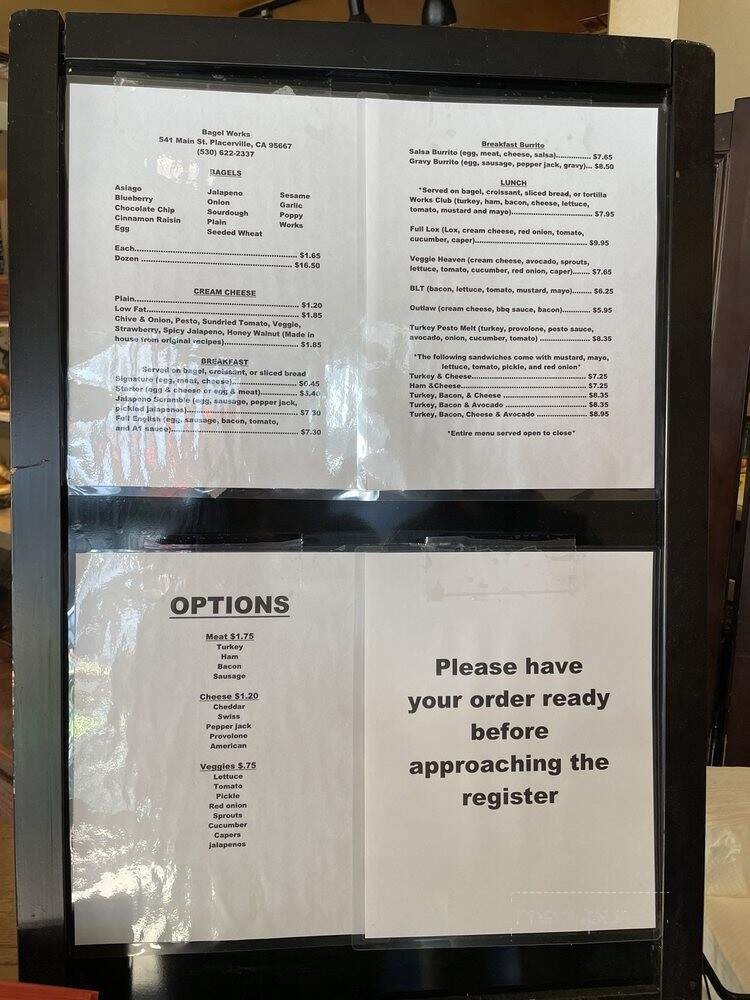 Bagel Works
541 Main St. Placerville, CA 95667
(530) 622-2337
BAGELS
Asiago Jalapeno Sesame
Blueberry Onion Garlic
Chocolate Chip Sourdough Poppy
Cinnamon Raisin Plain Works
Egg Seeded Wheat
Each.......... $1.65
Dozen .......... $16.50
CREAM CHEESE
Plain.......... $1.20
Low Fat.......... $1.85
Chive & Onion, Pesto, Sundried Tomato, Veggie,
Strawberry, Spicy Jalapeno, Honey Walnut (Made in
house from original recipes).......... $1.85
BREAKFAST
Served on bagel, croissant, or sliced bread
Signature (egg, meat, cheese)..........
Starter (egg & cheese or egg & meat).......... $3.40
Jalapeno Scramble (egg, sausage, pepper jack,
pickled jalapenos).......... $7.30
Full English (egg, sausage, bacon, tomato,
and A1 sauce).......... $7.30
Breakfast Burrito
Salsa Burrito (egg, meat, cheese, salsa).......... $7.65
Gravy Burrito (egg, sausage, pepper jack, gravy)... $8.50
LUNCH
*Served on bagel, croissant, sliced bread, or tortilla
Works Club (turkey, ham, bacon, cheese, lettuce,
tomato, mustard and mayo).......... $7.95
Full Lox (Lox, cream cheese, red onion, tomato,
cucumber, caper).......... $9.95
Veggie Heaven (cream cheese, avocado, sprouts,
lettuce, tomato, cucumber, red onion, caper)....... $7.65
BLT (bacon, lettuce, tomato, mustard, mayo)....... $6.25
Outlaw (cream cheese, bbq sauce, bacon).......... $5.95
Turkey Pesto Melt (turkey, provolone, pesto sauce,
avocado, onion, cucumber, tomato) .......... $8.35
*The following sandwiches come with mustard, mayo,
lettuce, tomato, pickle, and red onion*
Turkey & Cheese.......... $7.25
Ham &Cheese.......... $7.25
Turkey, Bacon, & Cheese .......... $8.35
Turkey, Bacon & Avocado .......... $8.35
Turkey, Bacon, Cheese & Avocado .......... $8.95
*Entire menu served open to close*
OPTIONS
Meat $1.75
Turkey
Ham
Bacon
Sausage
Cheese $1.20
Cheddar
Swiss
Pepper jack
Provolone
American
Veggies $.75
Lettuce
Tomato
Pickle
Red onion
Sprouts
Cucumber
Capers
jalapenos
Please have
your order ready
before
approaching the
register